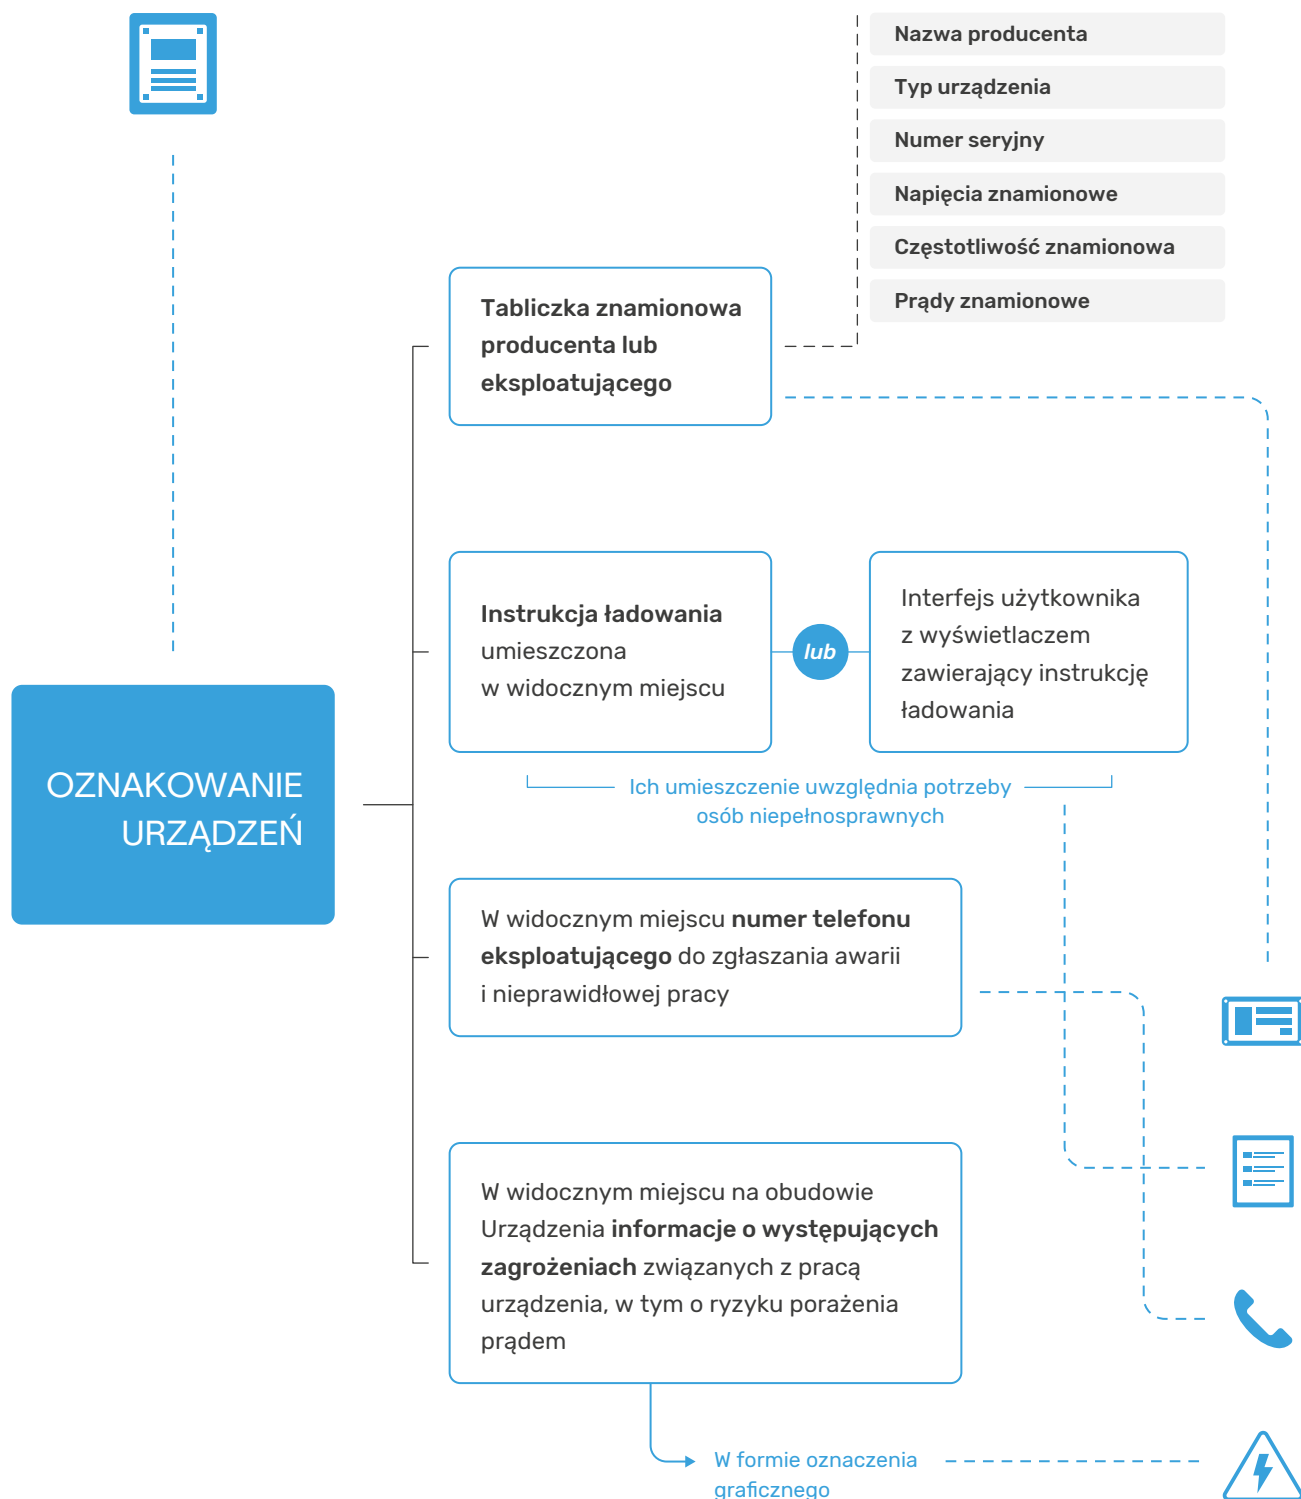 Nazwa producenta
Typ urządzenia
Numer seryjny
Napięcia znamionowe
Częstotliwość znamionowa
Prądy znamionowe
Tabliczka znamionowa
producenta lub
eksploatującego
Instrukcja ładowania
umieszczona
w widocznym miejscu
lub
Interfejs użytkownika
z wyświetlaczem
zawierający instrukcję
ładowania
Ich umieszczenie uwzględnia potrzeby
osób niepełnosprawnych
OZNAKOWANIE
URZĄDZEŃ
W widocznym miejscu numer telefonu
eksploatującego do zgłaszania awarii
i nieprawidłowej pracy
W widocznym miejscu na obudowie
Urządzenia informacje o występujących
zagrożeniach związanych z pracą
urządzenia, w tym o ryzyku porażenia
prądem
W formie oznaczenia
graficznego